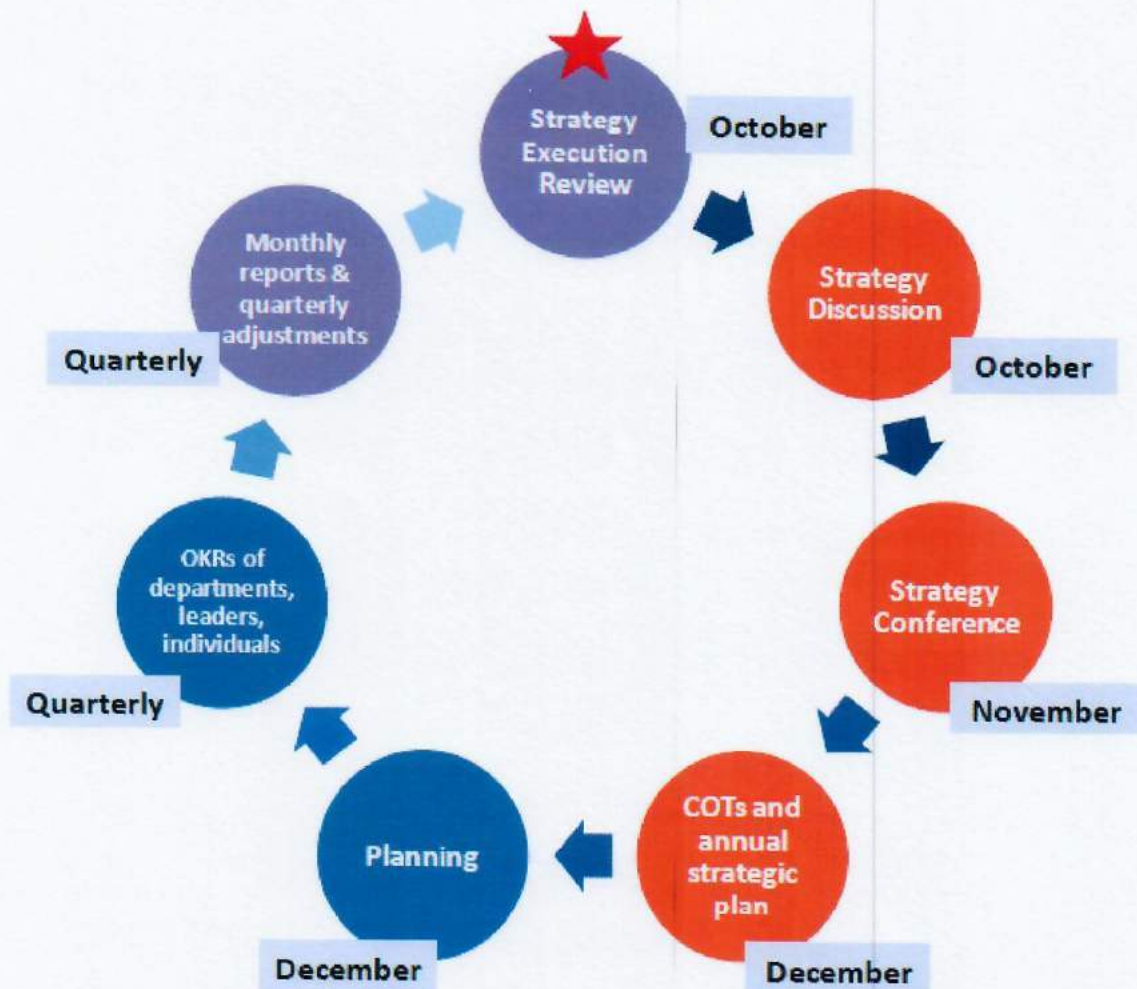 Strategy
Execution
Review
October
Strategy
Discussion
October
Strategy
Conference
November
COTs and
annual
strategic
plan
December
Planning
December
OKRs of
departments,
leaders,
individuals
Quarterly
Monthly
reports &
quarterly
adjustments
Quarterly